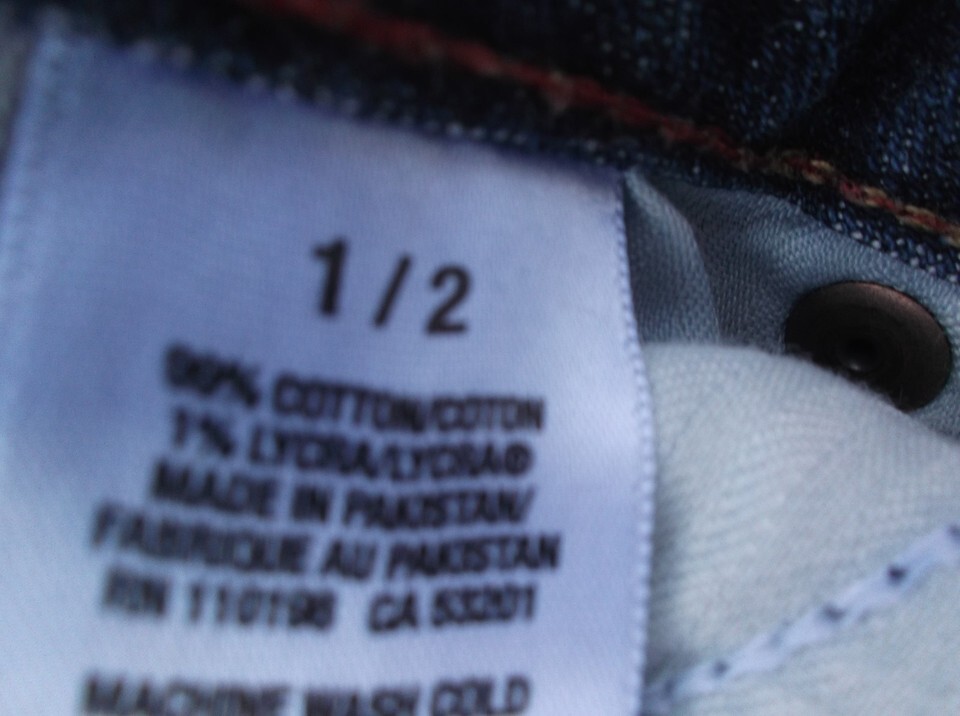 1/2
99% COTTON/COTON
1% LYCRA/LYCRA®
MADE IN PAKISTAN/
FABRIQUE AU PAKISTAN
RN 110198 CA 53201
MACHINE WASH COLD